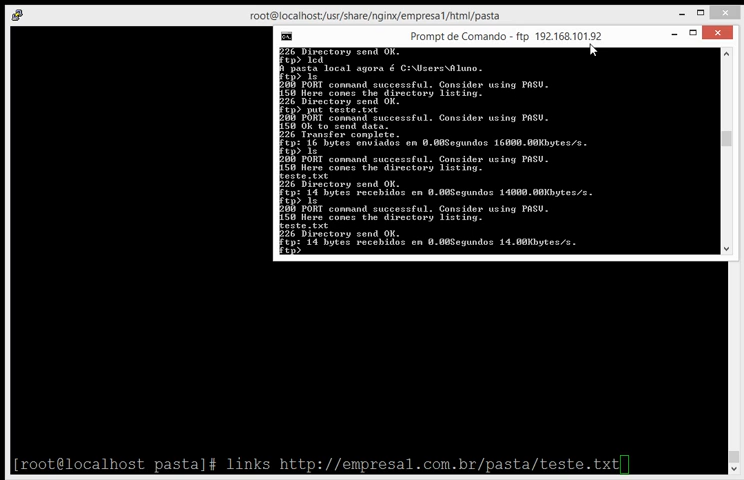 root@localhost:/usr/share/nginx/empresa1/html/pasta
Prompt de Comando - ftp 192.168.101.92
226 Directory send OK.
ftp> lcd
A pasta local agora é C:\Users\Aluno.
ftp> ls
200 PORT command successful. Consider using PASV.
150 Here comes the directory listing.
226 Directory send OK.
ftp> put teste.txt
200 PORT command successful. Consider using PASV.
150 Ok to send data.
226 Transfer complete.
ftp: 16 bytes enviados em 0.00Segundos 16000.00Kbytes/s.
ftp> ls
200 PORT command successful. Consider using PASV.
150 Here comes the directory listing.
teste.txt
226 Directory send OK.
ftp: 14 bytes recebidos em 0.00Segundos 14000.00Kbytes/s.
ftp> ls
200 PORT command successful. Consider using PASV.
150 Here comes the directory listing.
teste.txt
226 Directory send OK.
ftp: 14 bytes recebidos em 0.00Segundos 14.00Kbytes/s.
ftp>
[root@localhost pasta]# links http://empresa1.com.br/pasta/teste.txt